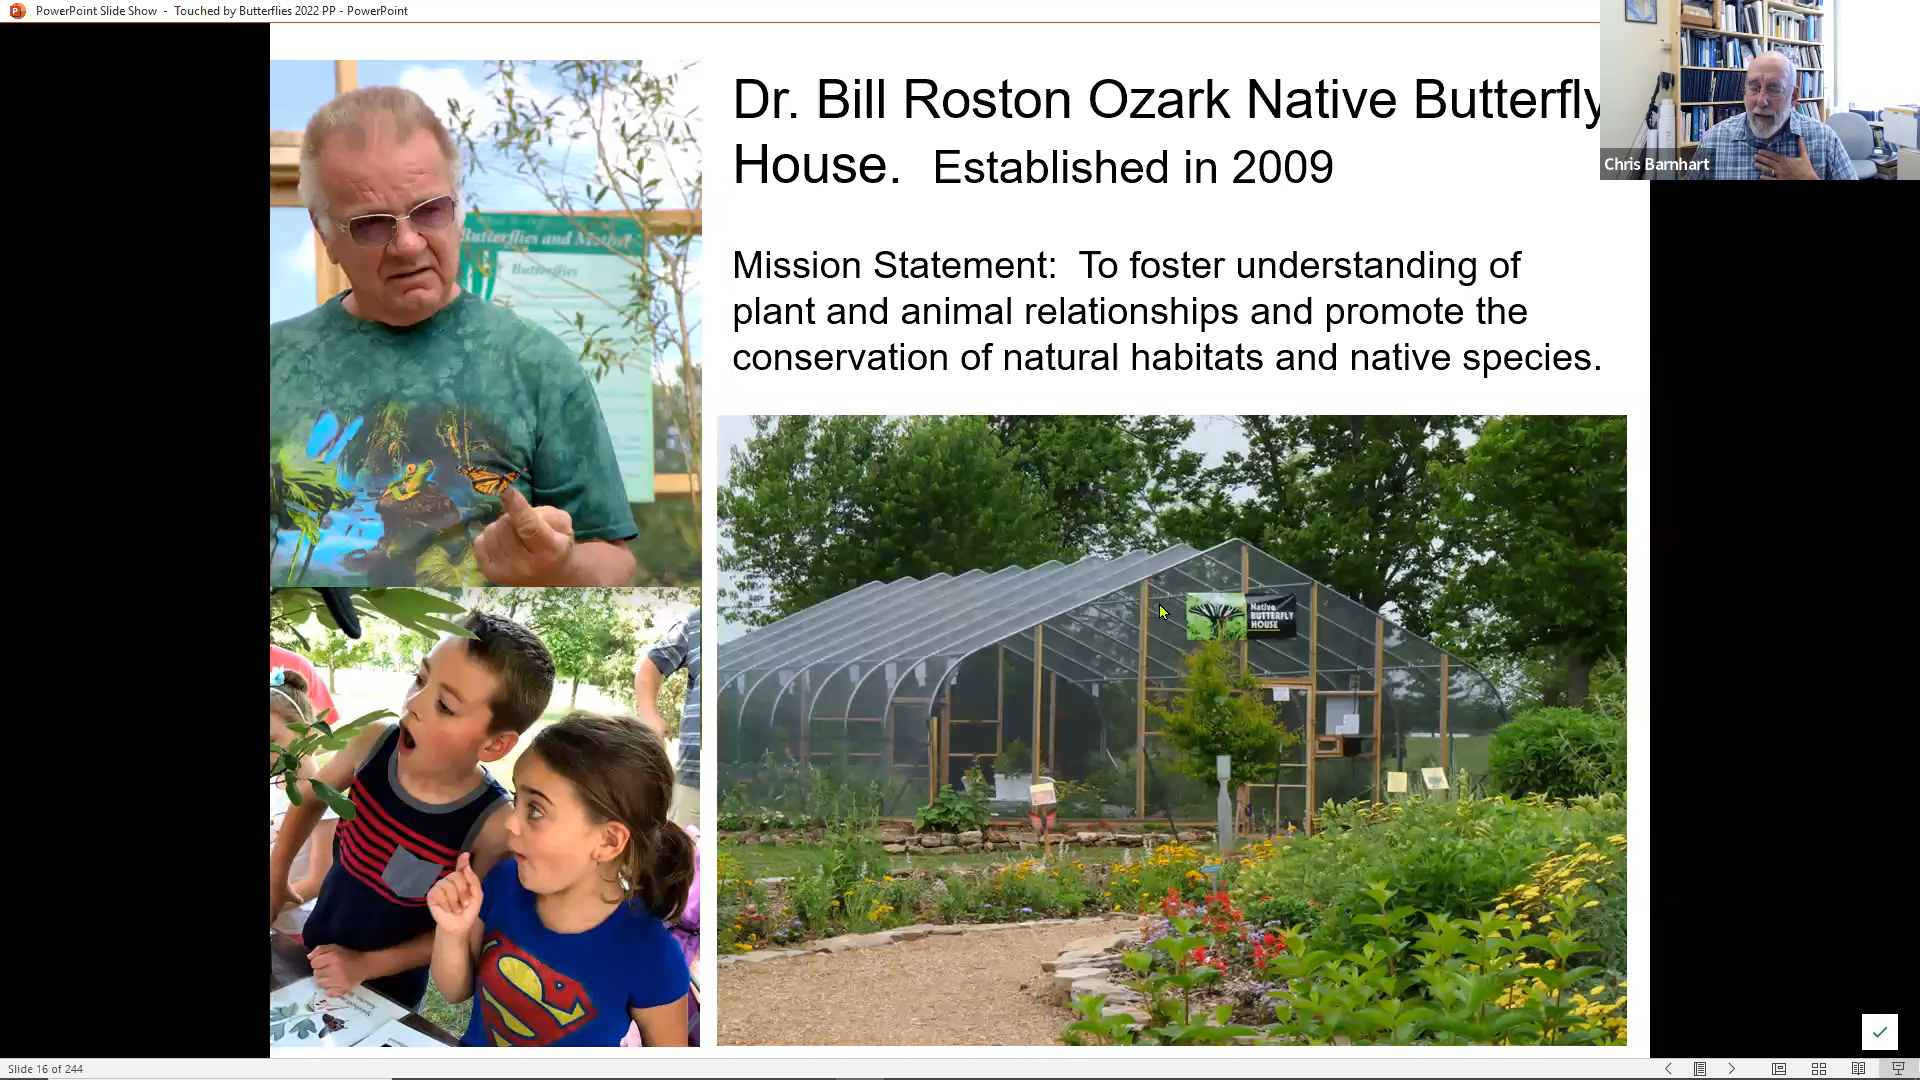 PowerPoint Slide Show - Touched by Butterflies 2022 PP - PowerPoint
Dr. Bill Roston Ozark Native Butterfly
House. Established in 2009
Chris Barnhart
Mission Statement: To foster understanding of
plant and animal relationships and promote the
conservation of natural habitats and native species.
Butterflies and Moths
Butterflies
Native
BUTTERFLY
HOUSE
Slide 16 of 244